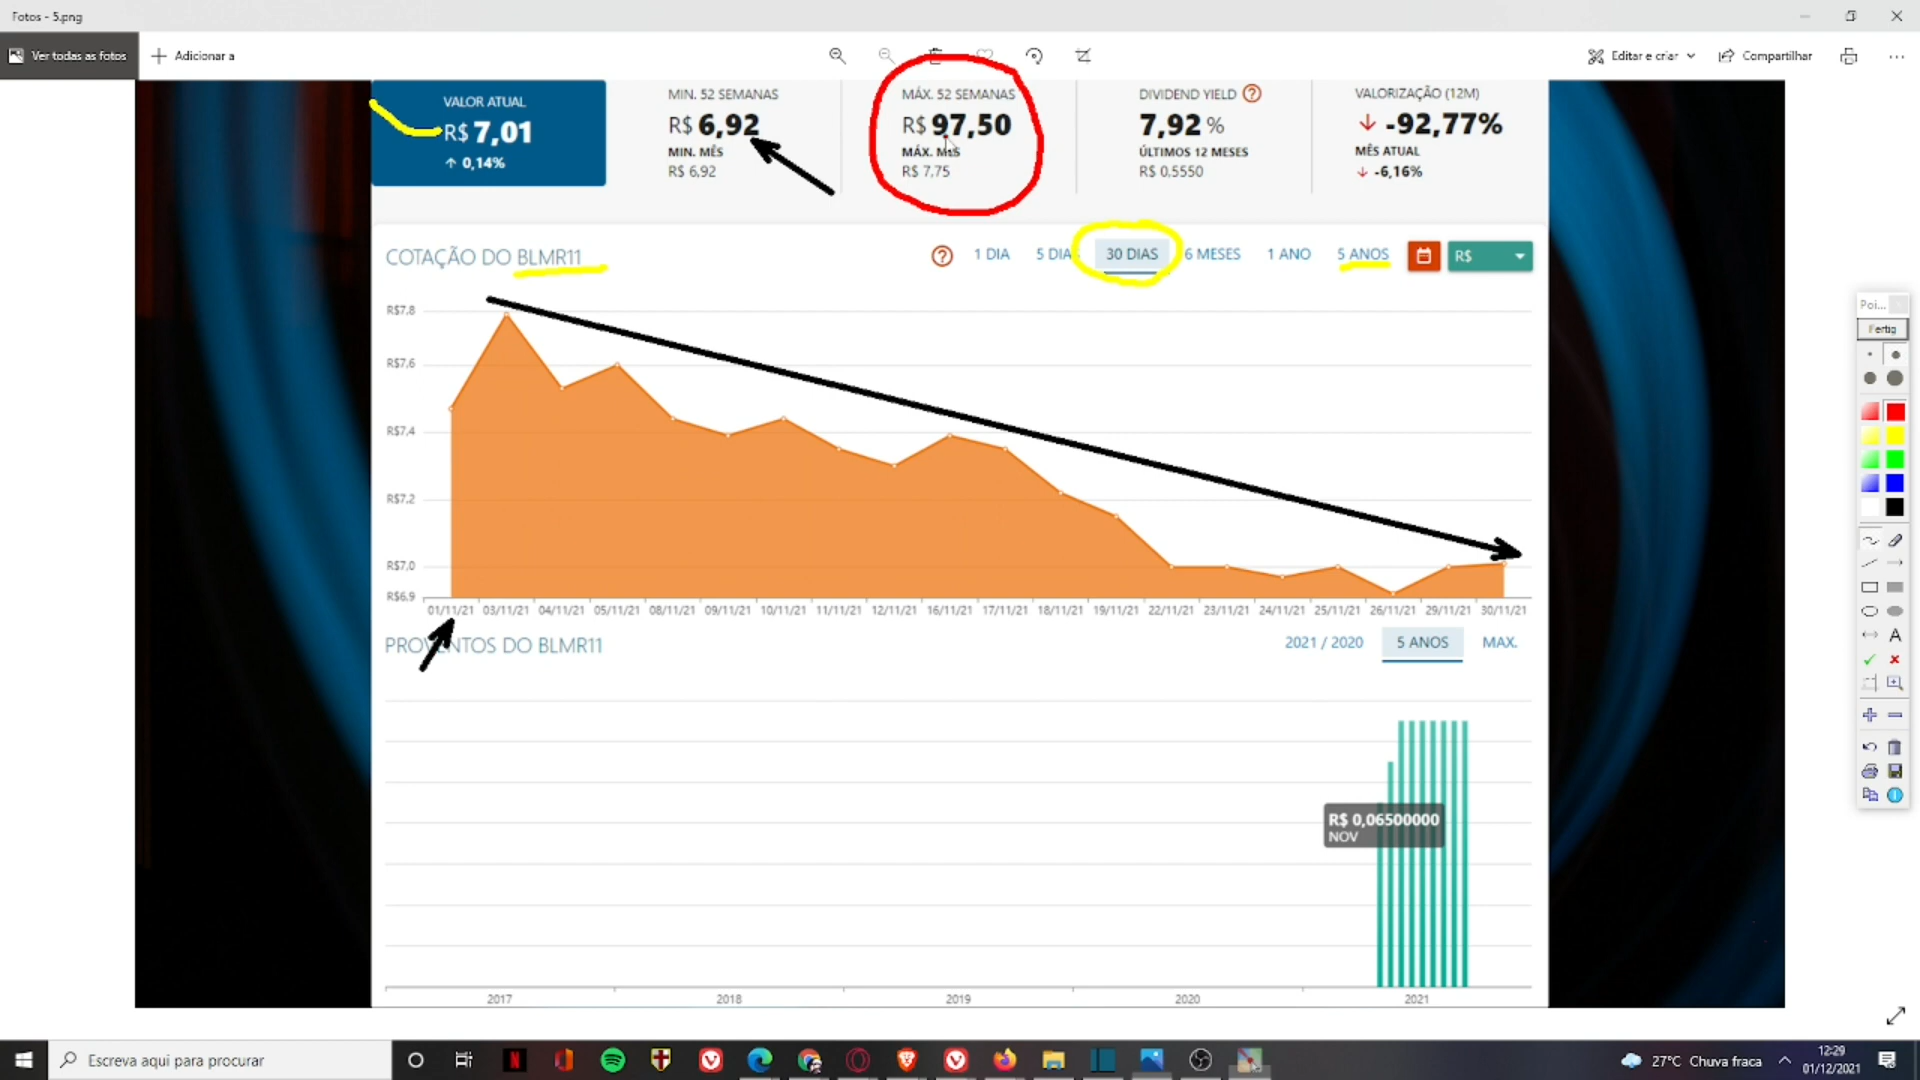 Fotos - 5.png
Ver todas as fotos
Adicionar a
Editar e criar
Compartilhar
VALOR ATUAL
R$ 7,01
↑ 0,14%
MIN. 52 SEMANAS
R$ 6,92
MIN. MÊS
R$ 6,92
MÁX. 52 SEMANAS
R$ 97,50
MÁX. MÊS
R$ 7,75
DIVIDEND YIELD ?
7,92 %
ÚLTIMOS 12 MESES
R$ 0,5550
VALORIZAÇÃO (12M)
↓ -92,77%
MÊS ATUAL
↓ -6,16%
COTAÇÃO DO BLMR11
? 1 DIA 5 DIAS 30 DIAS 6 MESES 1 ANO 5 ANOS R$
R$7,8
R$7,6
R$7,4
R$7,2
R$7,0
R$6,9
01/11/21 03/11/21 04/11/21 05/11/21 08/11/21 09/11/21 10/11/21 11/11/21 12/11/21 16/11/21 17/11/21 18/11/21 19/11/21 22/11/21 23/11/21 24/11/21 25/11/21 26/11/21 29/11/21 30/11/21
PROVENTOS DO BLMR11
2021 / 2020 5 ANOS MAX.
R$ 0,06500000
NOV
2017 2018 2019 2020 2021
Poi...
Fertig
A
Escreva aqui para procurar
27°C Chuva fraca
12:29
01/12/2021